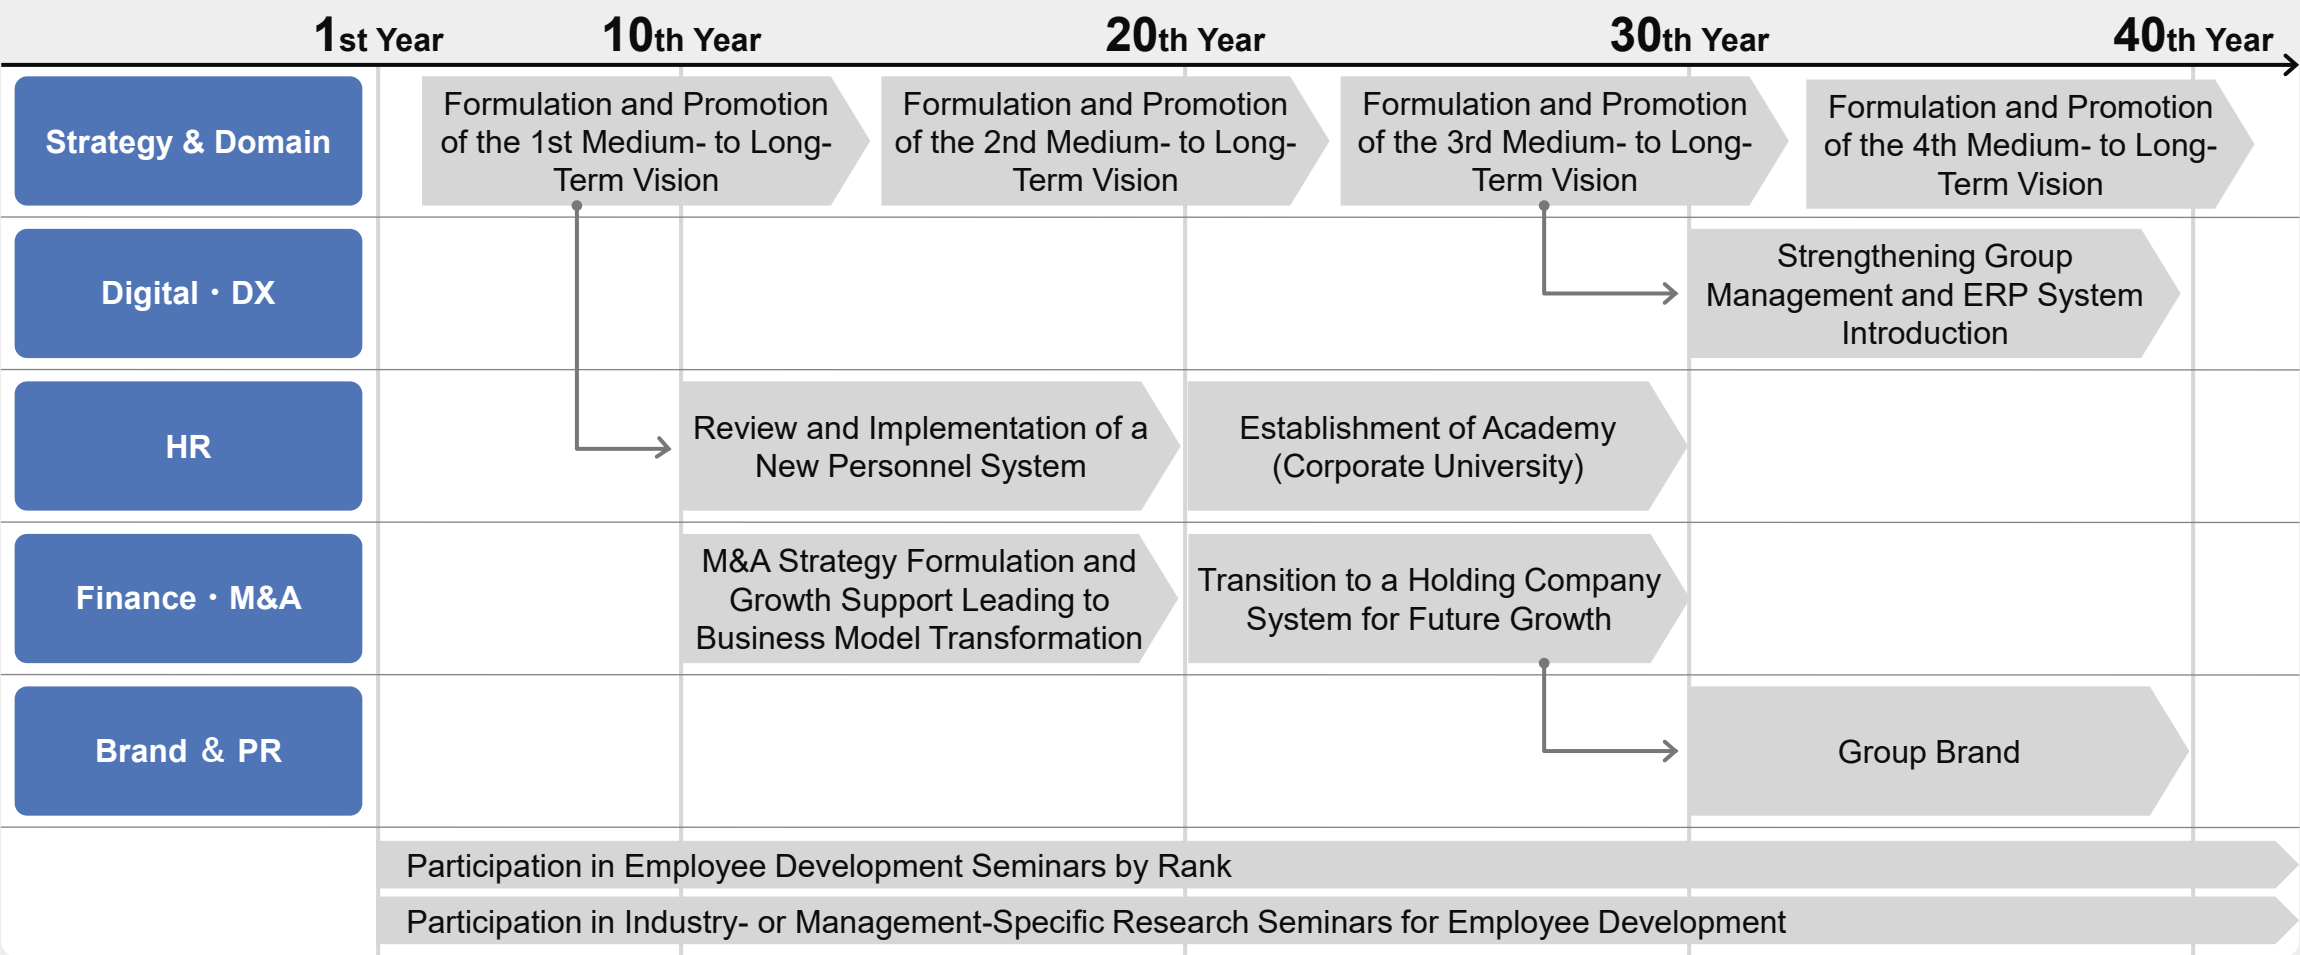 1st Year
10th Year
20th Year
30th Year
40th Year
Strategy & Domain
Formulation and Promotion
of the 1st Medium- to Long-
Term Vision
Formulation and Promotion
of the 2nd Medium- to Long-
Term Vision
Formulation and Promotion
of the 3rd Medium- to Long-
Term Vision
Formulation and Promotion
of the 4th Medium- to Long-
Term Vision
Digital・DX
Strengthening Group
Management and ERP System
Introduction
HR
Review and Implementation of a
New Personnel System
Establishment of Academy
(Corporate University)
Finance・M&A
M&A Strategy Formulation and
Growth Support Leading to
Business Model Transformation
Transition to a Holding Company
System for Future Growth
Brand & PR
Group Brand
Participation in Employee Development Seminars by Rank
Participation in Industry- or Management-Specific Research Seminars for Employee Development